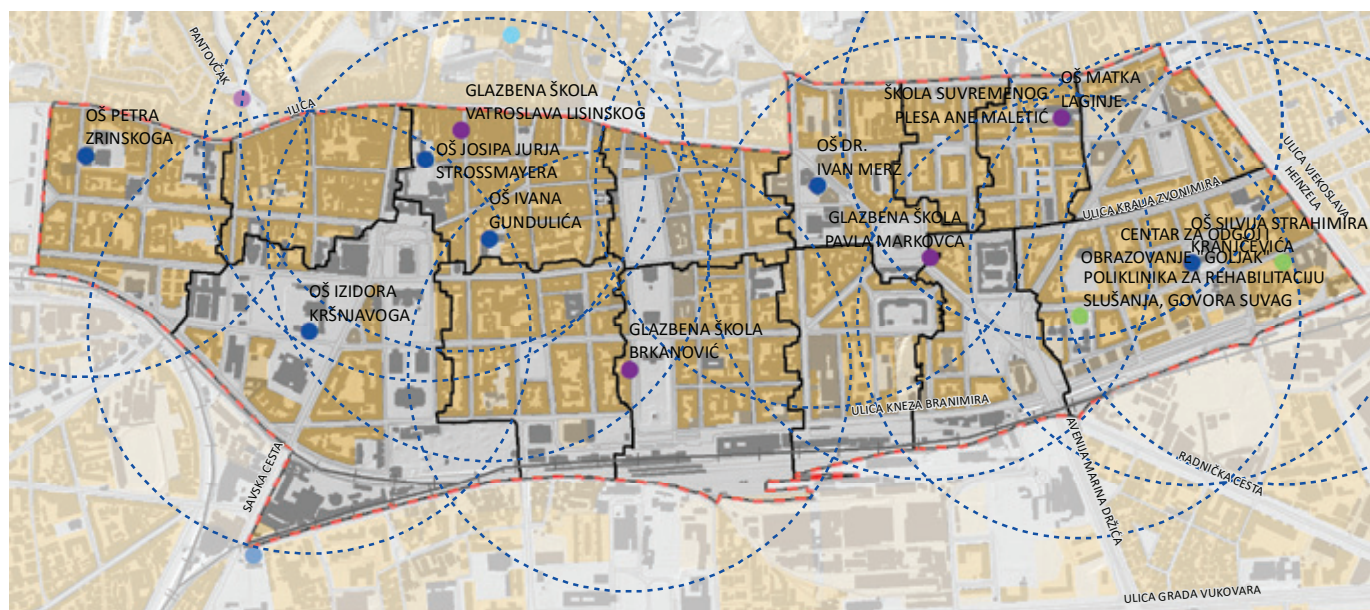 PANTOVČAK
ILICA
OŠ PETRA
ZRINSKOGA
GLAZBENA ŠKOLA
VATROSLAVA LISINSKOG
OŠ JOSIPA JURJA
STROSSMAYERA
OŠ IVANA
GUNDULIĆA
OŠ IZIDORA
KRŠNJAVOGA
GLAZBENA ŠKOLA
BRKANOVIĆ
OŠ DR.
IVAN MERZ
GLAZBENA ŠKOLA
PAVLA MARKOVCA
ŠKOLA SUVREMENOG
PLESA ANE MALETIĆ
OŠ MATKA
LAGINJE
ULICA KRALJA ZVONIMIRA
ULICA VJEKOSLAVA
HEINZELA
OŠ SILVIJA STRAHIMIRA
KRANJČEVIĆA
CENTAR ZA ODGOJ I
OBRAZOVANJE "GOLJAK"
POLIKLINIKA ZA REHABILITACIJU
SLUŠANJA, GOVORA SUVAG
ULICA KNEZA BRANIMIRA
SAVSKA CESTA
AVENIJA MARINA DRŽIĆA
RADNIČKA CESTA
ULICA GRADA VUKOVARA